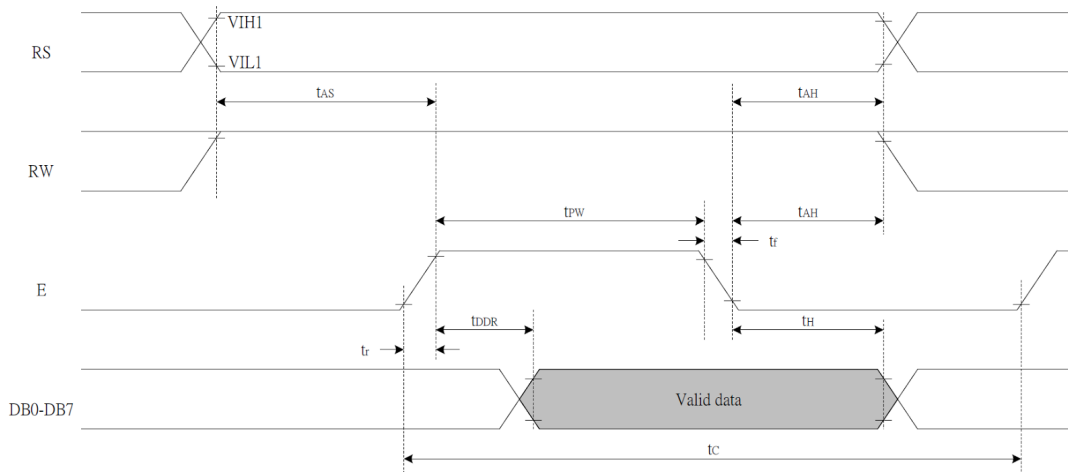 VIH1
RS
VIL1
tAS
tAH
RW
tPW
tAH
tf
E
tDDR
tH
tr
Valid data
DB0-DB7
tC